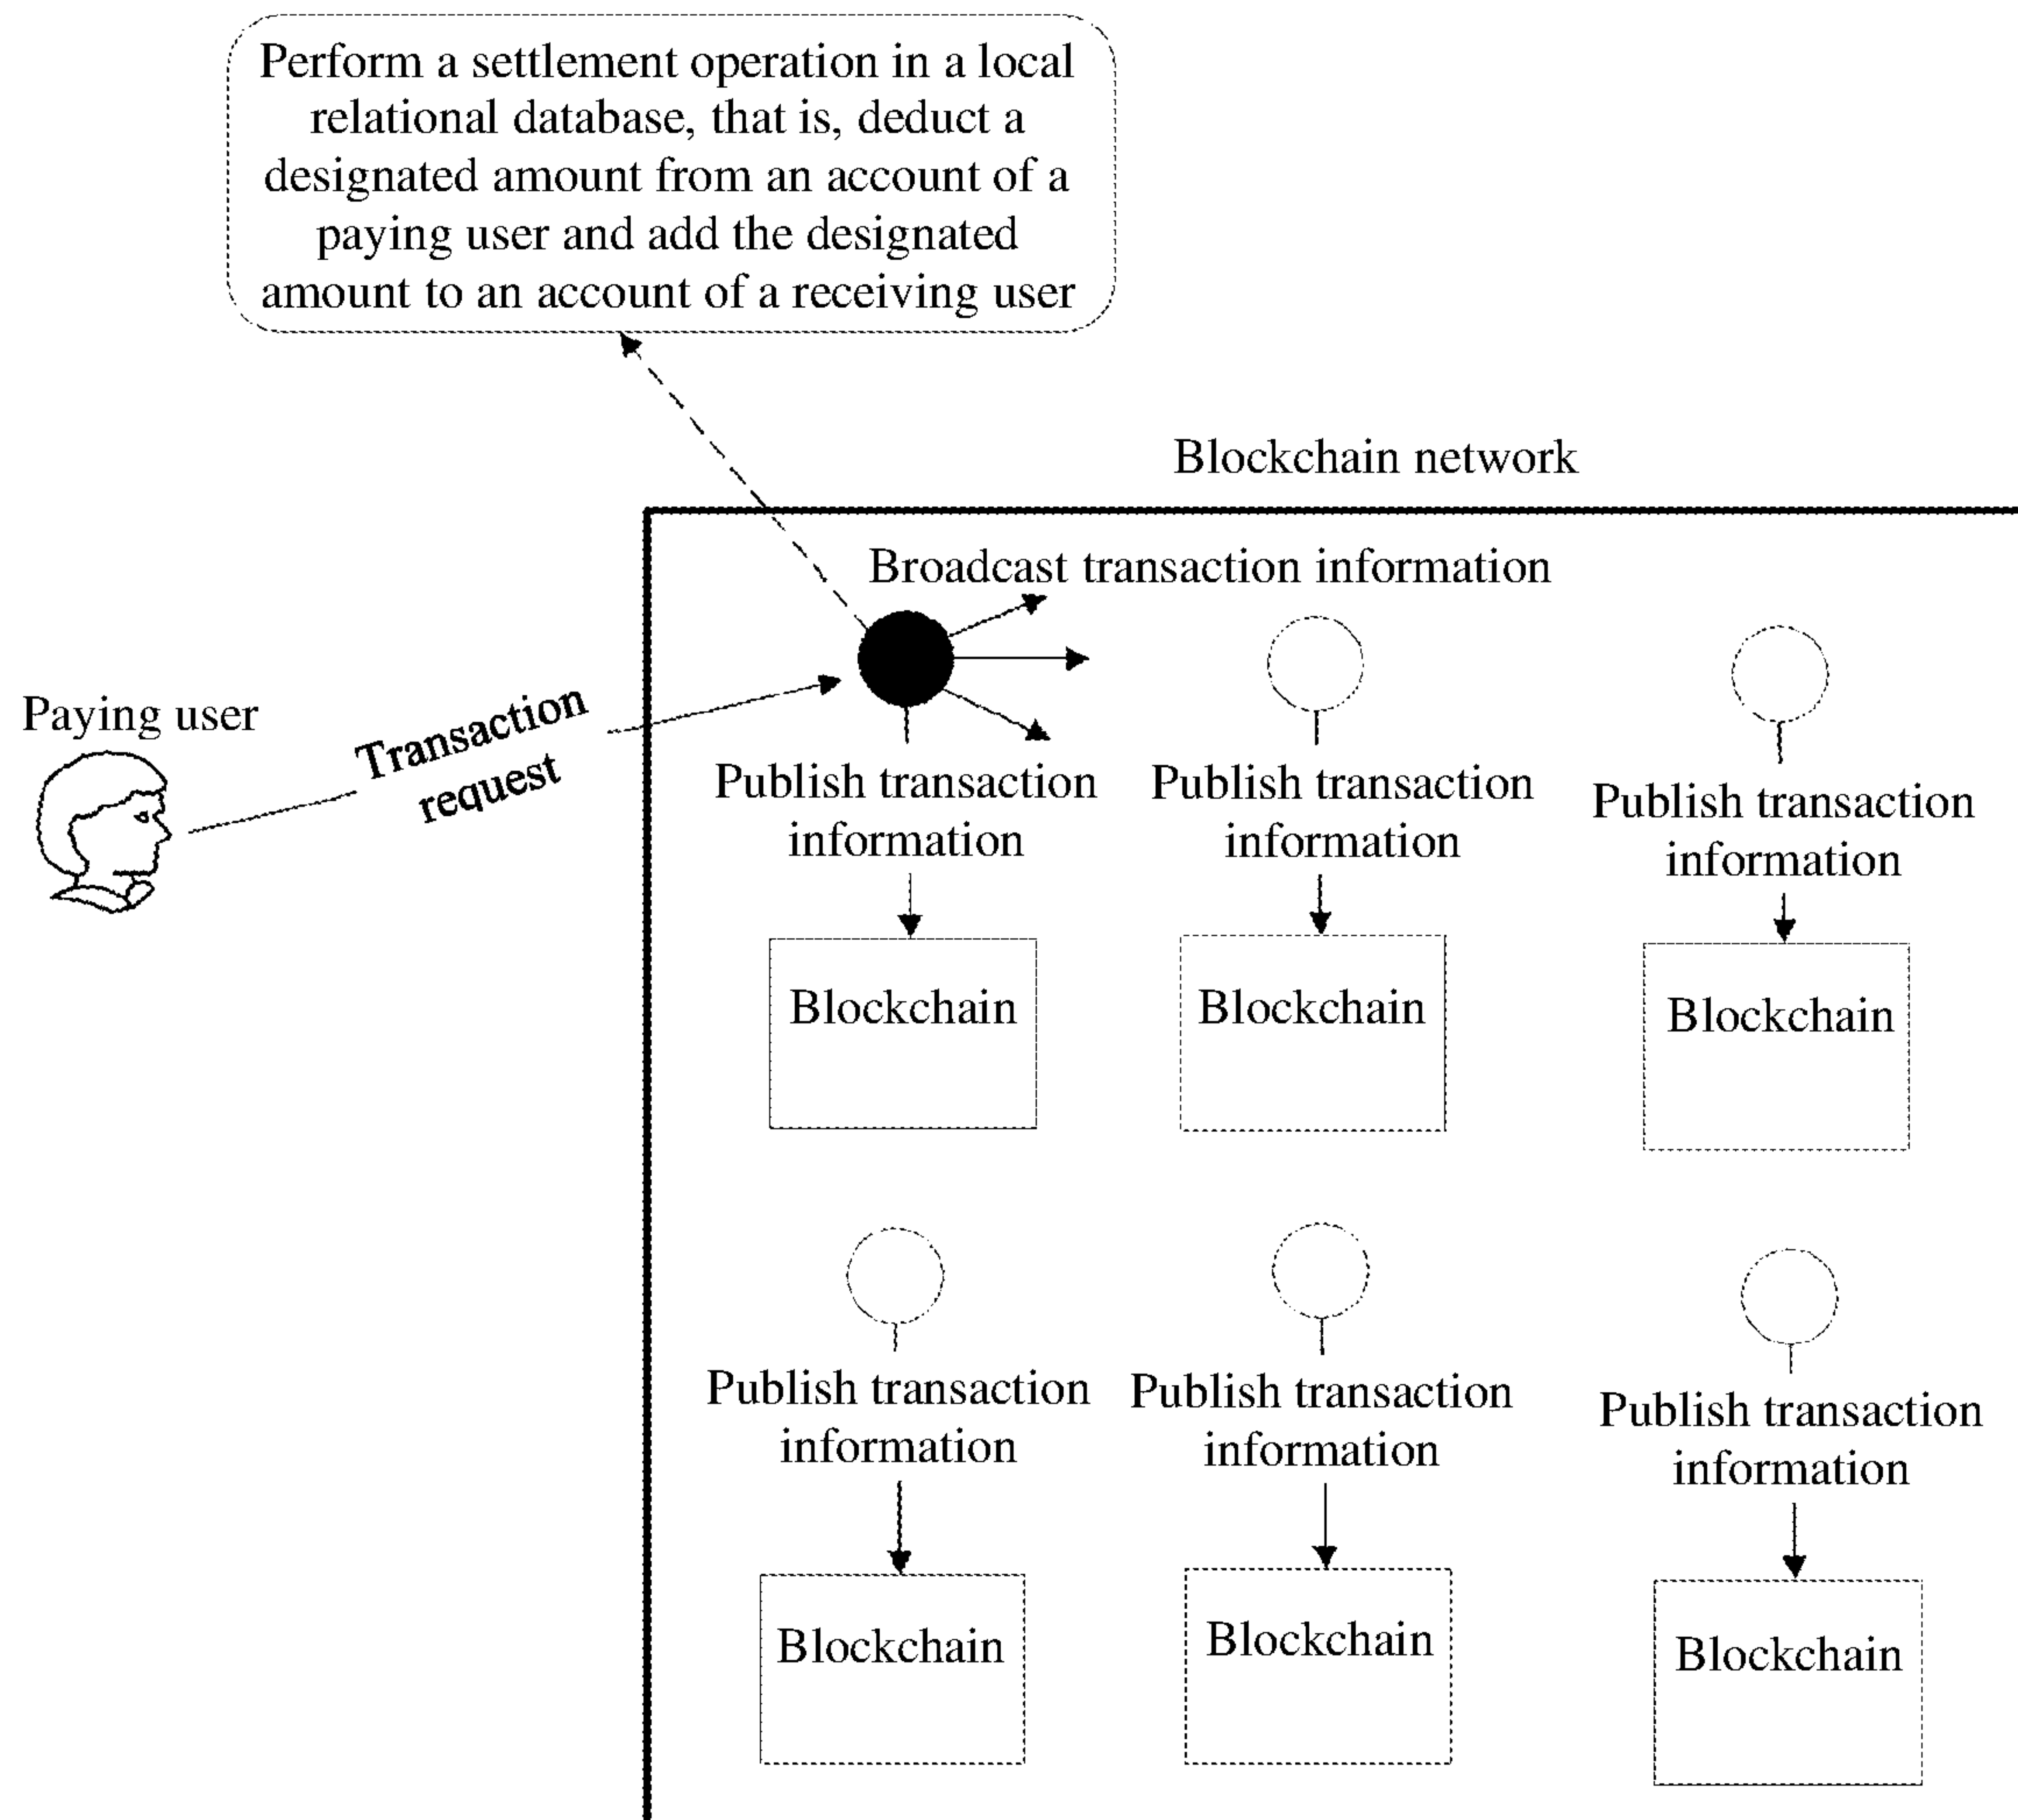 Perform a settlement operation in a local
relational database, that is, deduct a
designated amount from an account of a
paying user and add the designated
amount to an account of a receiving user
Blockchain network
Broadcast transaction information
Paying user
Transaction
request
Publish transaction
information
Publish transaction
information
Publish transaction
information
Blockchain
Blockchain
Blockchain
Publish transaction
information
Publish transaction
information
Publish transaction
information
Blockchain
Blockchain
Blockchain